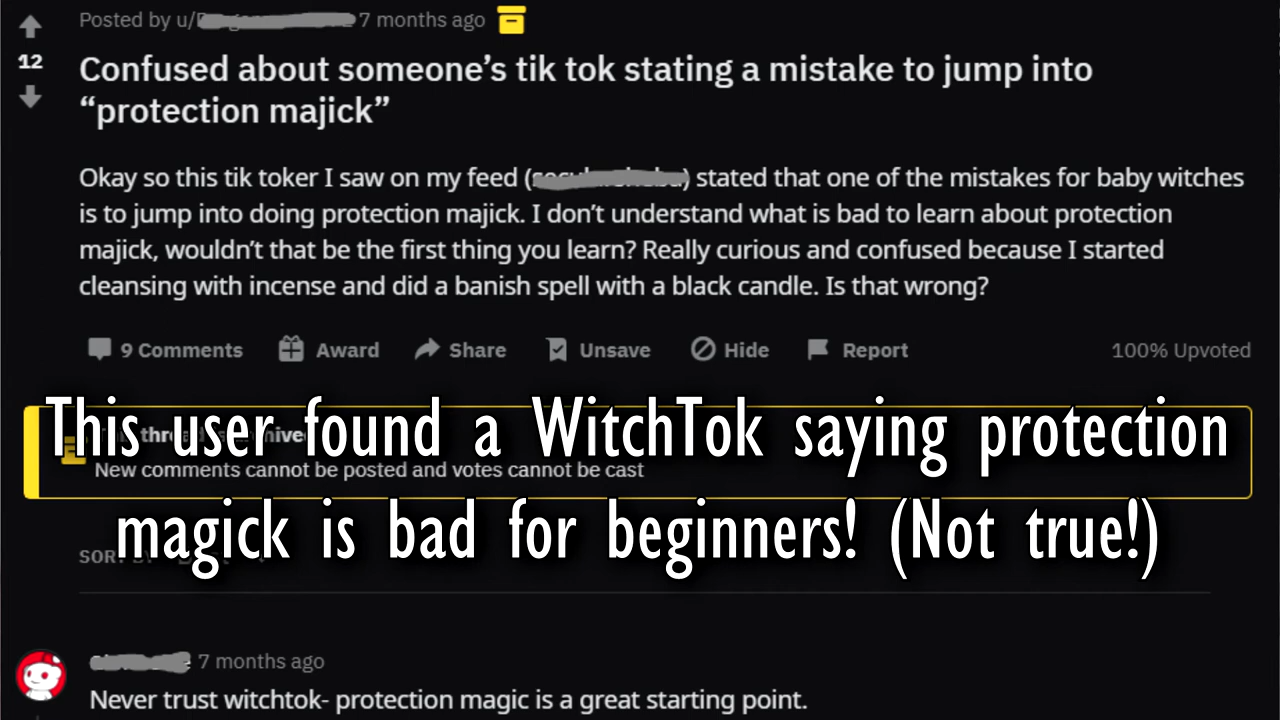 Posted by u/ 7 months ago
12
Confused about someone’s tik tok stating a mistake to jump into
“protection majick”
Okay so this tik toker I saw on my feed ( ) stated that one of the mistakes for baby witches
is to jump into doing protection majick. I don’t understand what is bad to learn about protection
majick, wouldn’t that be the first thing you learn? Really curious and confused because I started
cleansing with incense and did a banish spell with a black candle. Is that wrong?
9 Comments Award Share Unsave Hide Report 100% Upvoted
This user found a WitchTok saying protection
New comments cannot be posted and votes cannot be cast
magick is bad for beginners! (Not true!)
SORT BY
7 months ago
Never trust witchtok- protection magic is a great starting point.